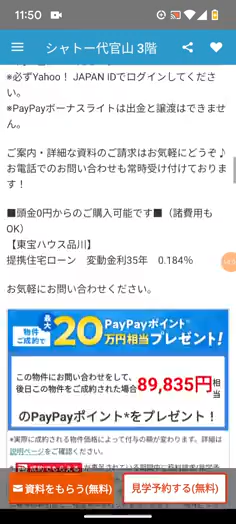 11:50
シャトー代官山 3階
※必ずYahoo! JAPAN IDでログインしてくださ
い。
※PayPayボーナスライトは出金と譲渡はできませ
ん。
ご案内・詳細な資料のご請求はお気軽にどうぞ♪
お電話でのお問い合わせも常時受け付けておりま
す!
■頭金0円からのご購入可能です■(諸費用も
OK)
【東宝ハウス品川】
提携住宅ローン 変動金利35年 0.184%
お気軽にお問い合わせください。
物件ご成約で 最大 20万円相当 PayPayポイント プレゼント!
この物件にお問い合わせをして、
後日この物件をご成約された場合 89,835円相当
のPayPayポイント*をプレゼント!
*実際に成約される物件価格によって付与の額が変わります。詳細は
説明ページをご確認ください。
資料をもらう(無料)
見学予約する(無料)